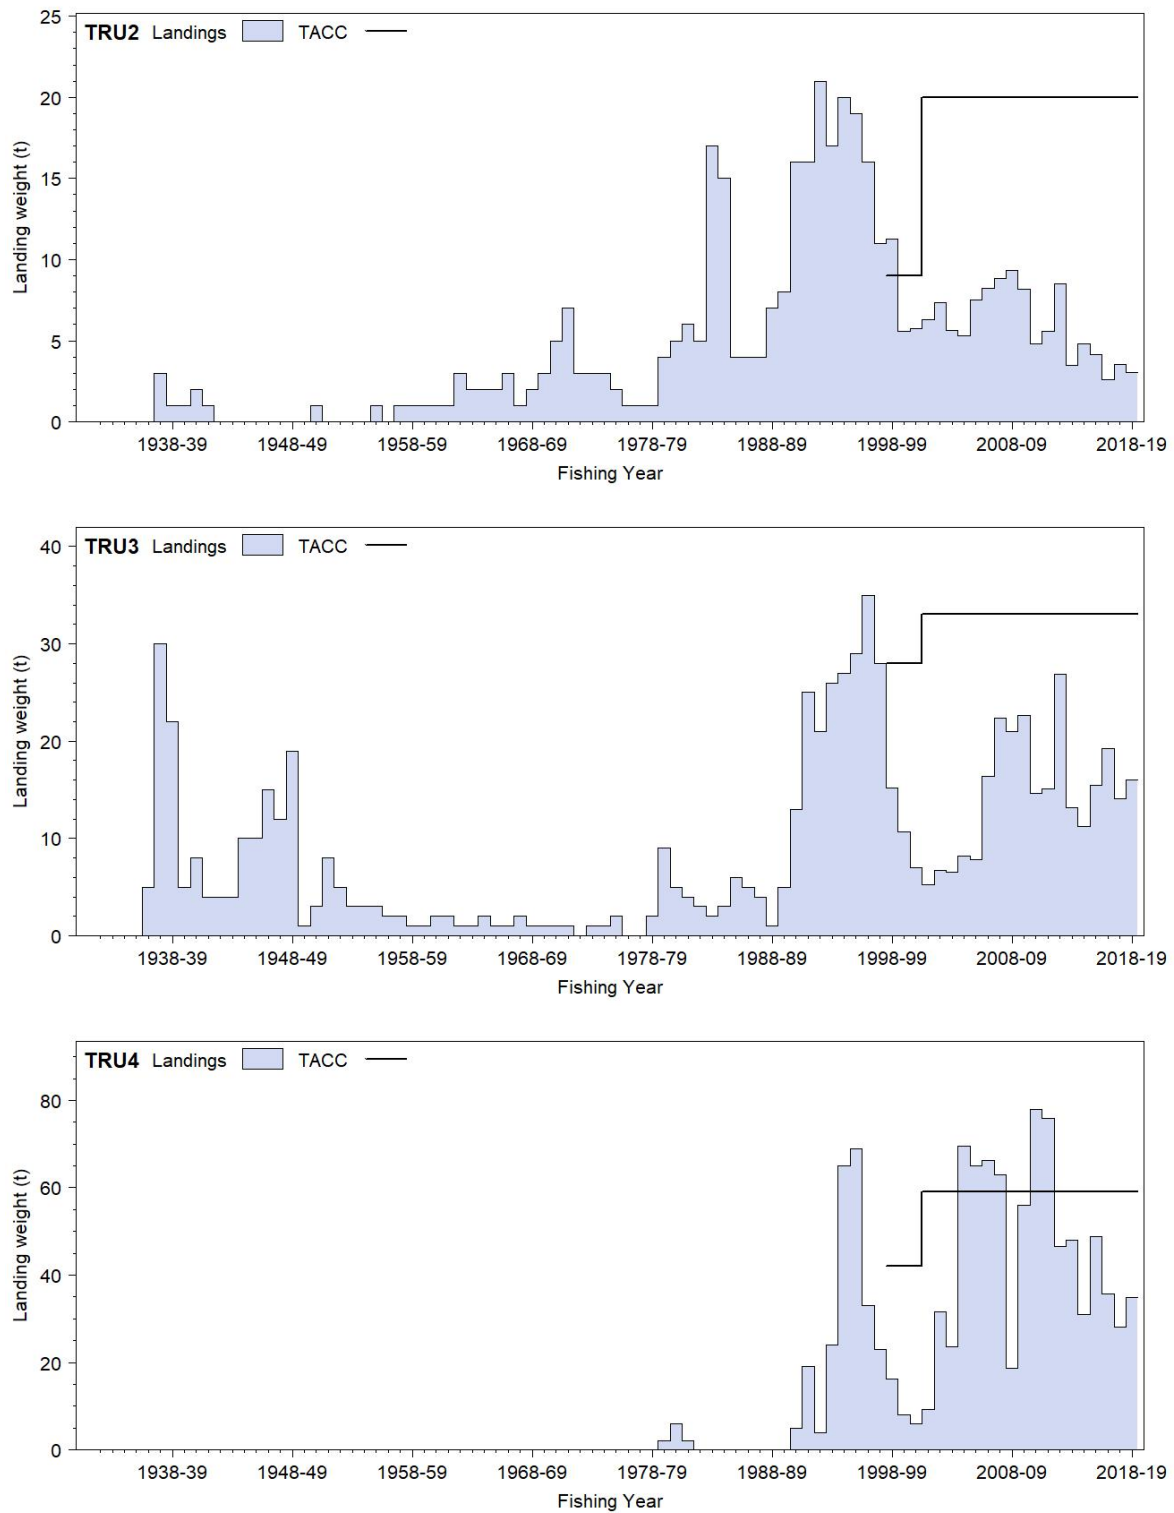 TRU2 Landings TACC
25
20
15
10
5
0
Landing weight (t)
1938-39 1948-49 1958-59 1968-69 1978-79 1988-89 1998-99 2008-09 2018-19
Fishing Year
TRU3 Landings TACC
40
30
20
10
0
Landing weight (t)
1938-39 1948-49 1958-59 1968-69 1978-79 1988-89 1998-99 2008-09 2018-19
Fishing Year
TRU4 Landings TACC
80
60
40
20
0
Landing weight (t)
1938-39 1948-49 1958-59 1968-69 1978-79 1988-89 1998-99 2008-09 2018-19
Fishing Year